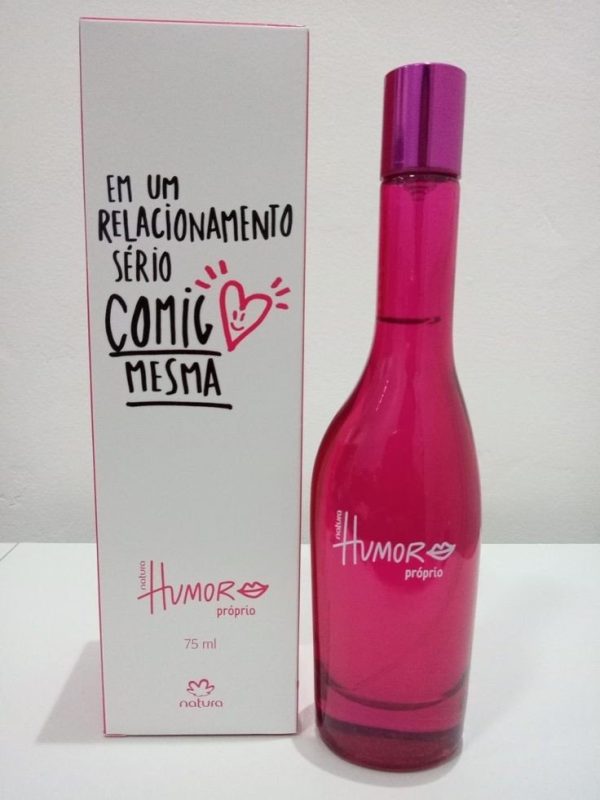 EM UM
RELACIONAMENTO
SÉRIO
COMIG
MESMA
natura
HUMOR
próprio
75 ml
natura
natura
HUMOR
próprio